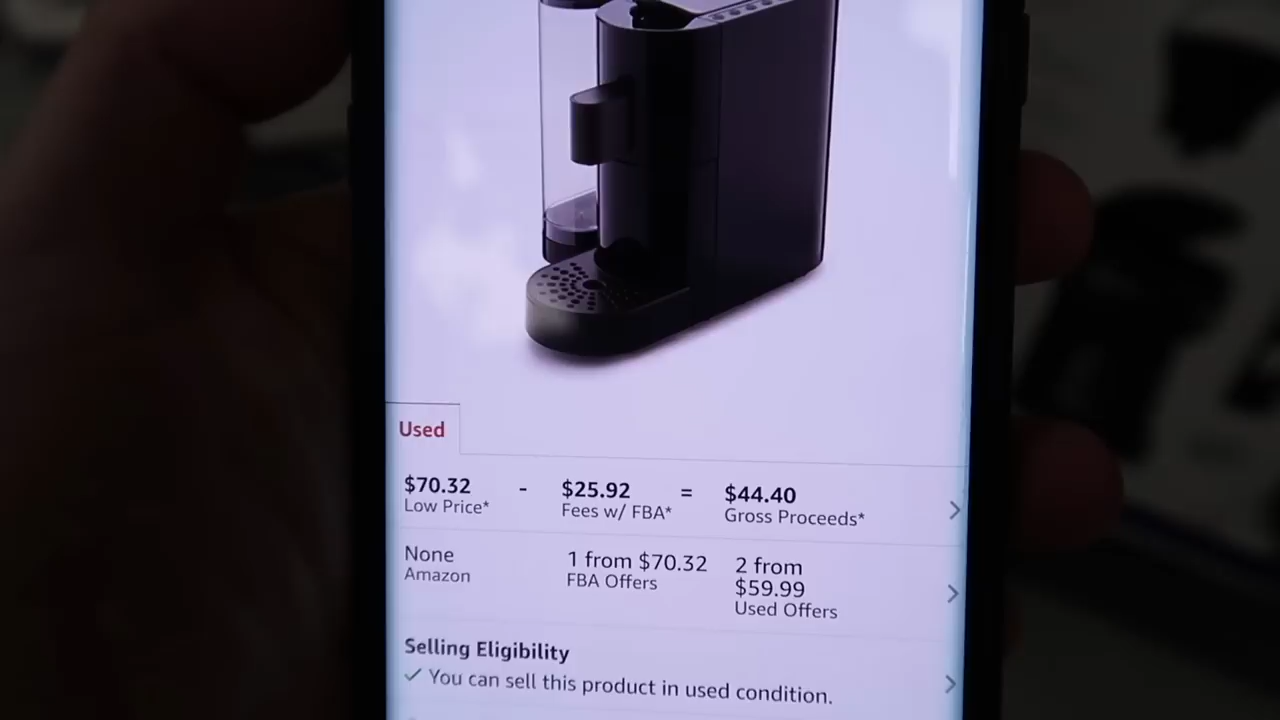 Used
$70.32 - $25.92 = $44.40
Low Price* Fees w/ FBA* Gross Proceeds*
None 1 from $70.32 2 from
Amazon FBA Offers $59.99
Used Offers
Selling Eligibility
✓ You can sell this product in used condition.